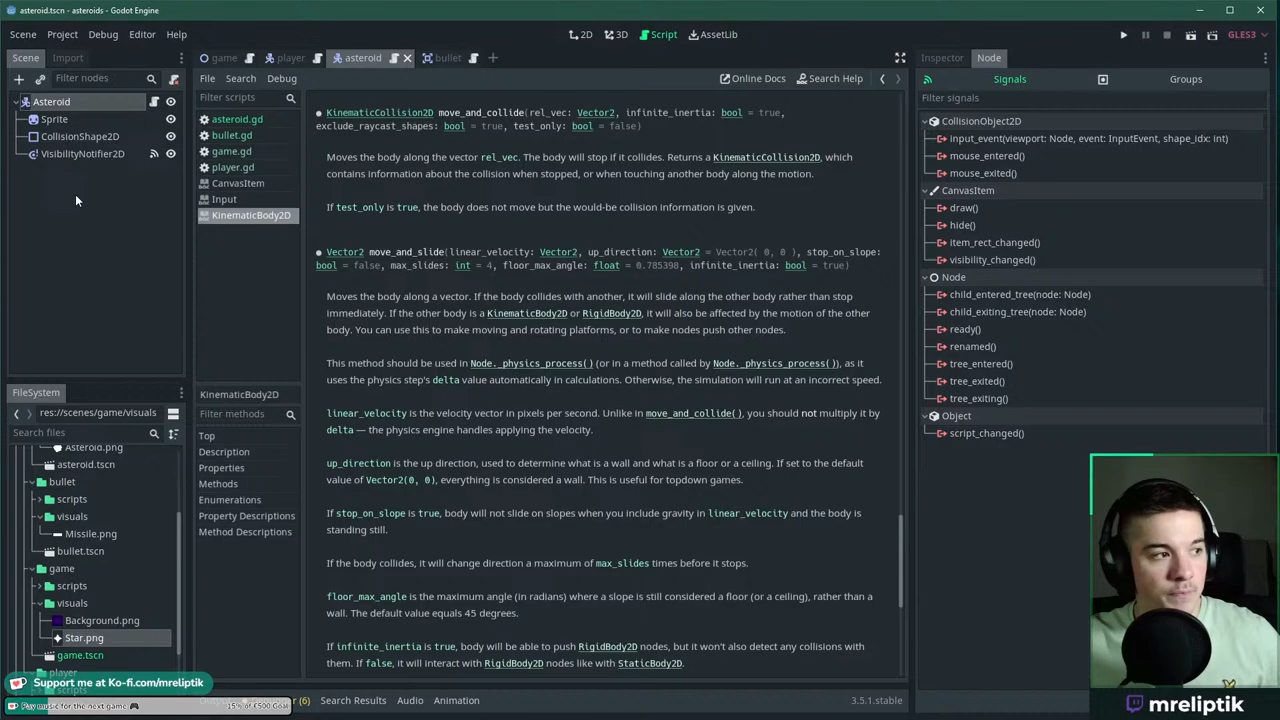 asteroid.tscn - asteroids - Godot Engine
Scene Project Debug Editor Help
2D 3D Script AssetLib
GLES3
Scene Import
game player asteroid bullet
Inspector Node
Filter nodes
File Search Debug
Online Docs Search Help
Signals Groups
Filter scripts
Filter signals
Asteroid
Sprite
CollisionShape2D
VisibilityNotifier2D
asteroid.gd
bullet.gd
game.gd
player.gd
CanvasItem
Input
KinematicBody2D
KinematicCollision2D move_and_collide(rel_vec: Vector2, infinite_inertia: bool = true,
exclude_raycast_shapes: bool = true, test_only: bool = false)
Moves the body along the vector rel_vec. The body will stop if it collides. Returns a KinematicCollision2D, which
contains information about the collision when stopped, or when touching another body along the motion.
If test_only is true, the body does not move but the would-be collision information is given.
Vector2 move_and_slide(linear_velocity: Vector2, up_direction: Vector2 = Vector2( 0, 0 ), stop_on_slope:
bool = false, max_slides: int = 4, floor_max_angle: float = 0.785398, infinite_inertia: bool = true)
Moves the body along a vector. If the body collides with another, it will slide along the other body rather than stop
immediately. If the other body is a KinematicBody2D or RigidBody2D, it will also be affected by the motion of the other
body. You can use this to make moving and rotating platforms, or to make nodes push other nodes.
This method should be used in Node._physics_process() (or in a method called by Node._physics_process()), as it
uses the physics step's delta value automatically in calculations. Otherwise, the simulation will run at an incorrect speed.
linear_velocity is the velocity vector in pixels per second. Unlike in move_and_collide(), you should not multiply it by
delta — the physics engine handles applying the velocity.
up_direction is the up direction, used to determine what is a wall and what is a floor or a ceiling. If set to the default
value of Vector2(0, 0), everything is considered a wall. This is useful for topdown games.
If stop_on_slope is true, body will not slide on slopes when you include gravity in linear_velocity and the body is
standing still.
If the body collides, it will change direction a maximum of max_slides times before it stops.
floor_max_angle is the maximum angle (in radians) where a slope is still considered a floor (or a ceiling), rather than a
wall. The default value equals 45 degrees.
If infinite_inertia is true, body will be able to push RigidBody2D nodes, but it won't also detect any collisions with
them. If false, it will interact with RigidBody2D nodes like with StaticBody2D.
CollisionObject2D
input_event(viewport: Node, event: InputEvent, shape_idx: int)
mouse_entered()
mouse_exited()
CanvasItem
draw()
hide()
item_rect_changed()
visibility_changed()
Node
child_entered_tree(node: Node)
child_exiting_tree(node: Node)
ready()
renamed()
tree_entered()
tree_exited()
tree_exiting()
Object
script_changed()
FileSystem
res://scenes/game/visuals
Search files
Asteroid.png
asteroid.tscn
bullet
scripts
visuals
Missile.png
bullet.tscn
game
scripts
visuals
Background.png
Star.png
game.tscn
player
scripts
KinematicBody2D
Filter methods
Top
Description
Properties
Methods
Enumerations
Property Descriptions
Method Descriptions
Support me at Ko-fi.com/mreliptik
Pay music for the next game
15% of €500 Goal
(6) Search Results Audio Animation
3.5.1.stable
mreliptik